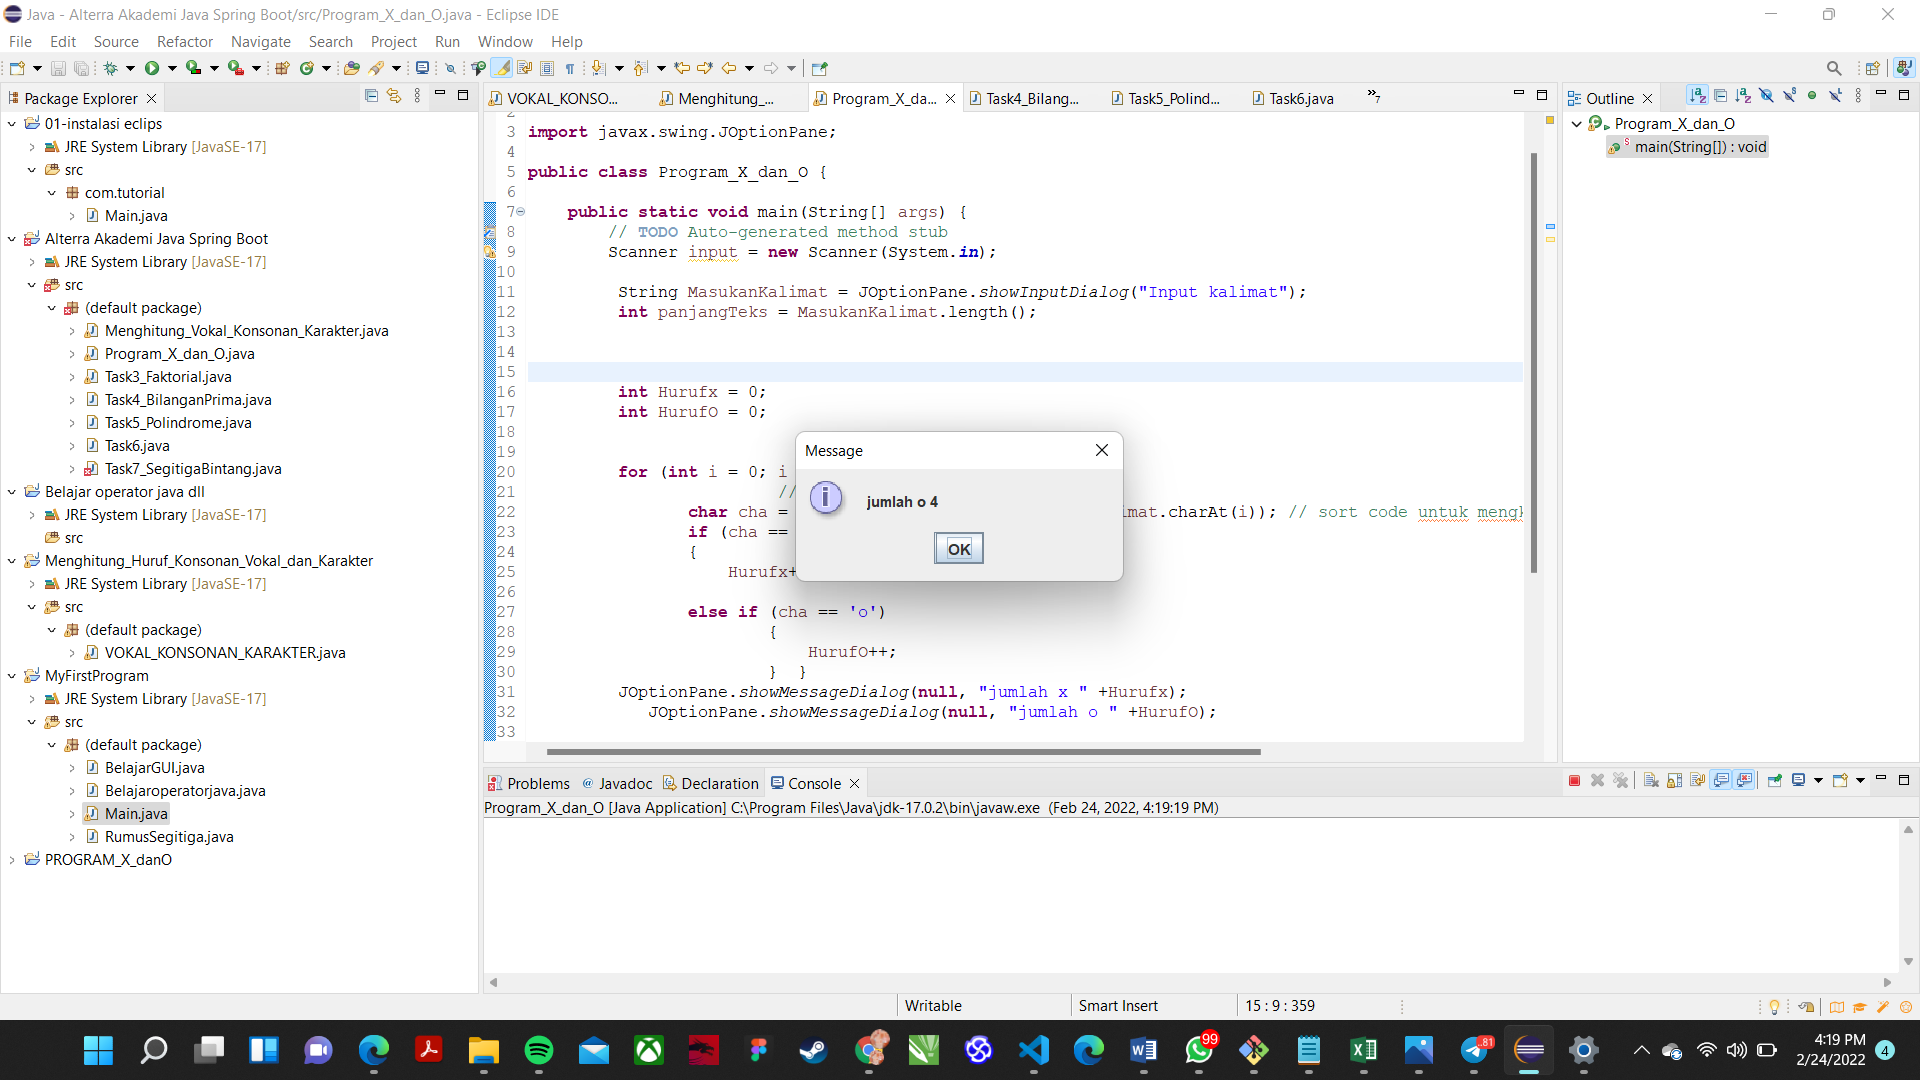 Java - Alterra Akademi Java Spring Boot/src/Program_X_dan_O.java - Eclipse IDE
File Edit Source Refactor Navigate Search Project Run Window Help
Package Explorer
01-instalasi eclips
JRE System Library [JavaSE-17]
src
com.tutorial
Main.java
Alterra Akademi Java Spring Boot
JRE System Library [JavaSE-17]
src
(default package)
Menghitung_Vokal_Konsonan_Karakter.java
Program_X_dan_O.java
Task3_Faktorial.java
Task4_BilanganPrima.java
Task5_Polindrome.java
Task6.java
Task7_SegitigaBintang.java
Belajar operator java dll
JRE System Library [JavaSE-17]
src
Menghitung_Huruf_Konsonan_Vokal_dan_Karakter
JRE System Library [JavaSE-17]
src
(default package)
VOKAL_KONSONAN_KARAKTER.java
MyFirstProgram
JRE System Library [JavaSE-17]
src
(default package)
BelajarGUI.java
Belajaroperatorjava.java
Main.java
RumusSegitiga.java
PROGRAM_X_danO
VOKAL_KONSO... Menghitung_... Program_X_da... Task4_Bilang... Task5_Polind... Task6.java »7
2
3 import javax.swing.JOptionPane;
4
5 public class Program_X_dan_O {
6
7 public static void main(String[] args) {
8 // TODO Auto-generated method stub
9 Scanner input = new Scanner(System.in);
10
11 String MasukanKalimat = JOptionPane.showInputDialog("Input kalimat");
12 int panjangTeks = MasukanKalimat.length();
13
14
15
16 int Hurufx = 0;
17 int HurufO = 0;
18
19
20 for (int i = 0; i
21 //
22 char cha = imat.charAt(i)); // sort code untuk mengk
23 if (cha ==
24 {
25 Hurufx+
26
27 else if (cha == 'o')
28 {
29 HurufO++;
30 } }
31 JOptionPane.showMessageDialog(null, "jumlah x " +Hurufx);
32 JOptionPane.showMessageDialog(null, "jumlah o " +HurufO);
33
Message
i
jumlah o 4
OK
Outline
Program_X_dan_O
main(String[]) : void
Problems @ Javadoc Declaration Console
Program_X_dan_O [Java Application] C:\Program Files\Java\jdk-17.0.2\bin\javaw.exe (Feb 24, 2022, 4:19:19 PM)
Writable Smart Insert 15 : 9 : 359
99
81
4:19 PM
2/24/2022
4